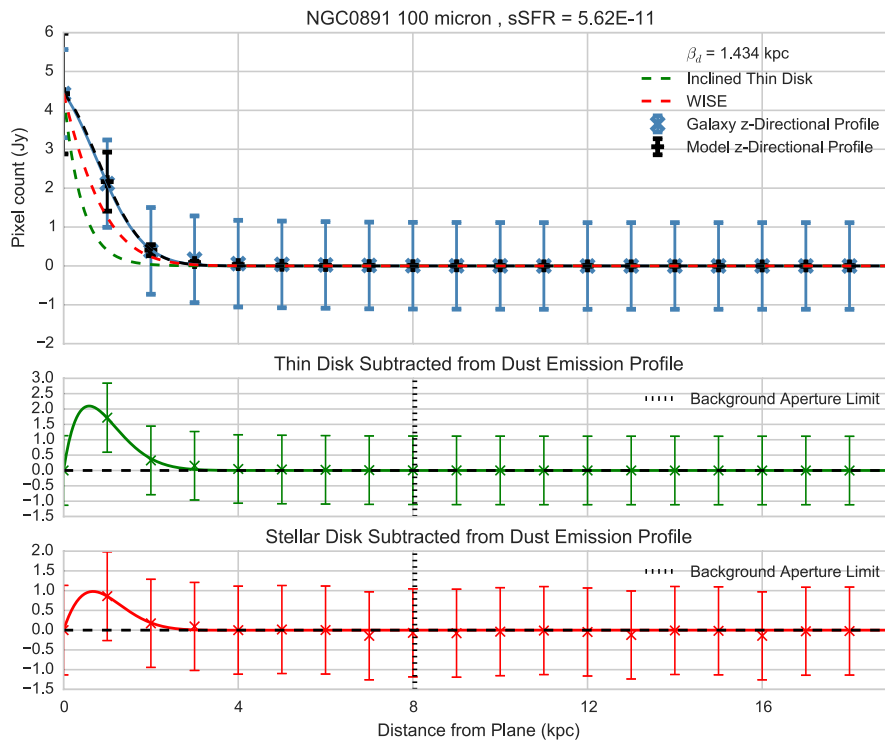 NGC0891 100 micron , sSFR = 5.62E-11
6
5
4
3
2
1
0
−1
−2
Pixel count (Jy)
β_d = 1.434 kpc
Inclined Thin Disk
WISE
Galaxy z-Directional Profile
Model z-Directional Profile
Thin Disk Subtracted from Dust Emission Profile
3.0
2.5
2.0
1.5
1.0
0.5
0.0
−0.5
−1.0
−1.5
Background Aperture Limit
Stellar Disk Subtracted from Dust Emission Profile
2.0
1.5
1.0
0.5
0.0
−0.5
−1.0
−1.5
Background Aperture Limit
0 4 8 12 16
Distance from Plane (kpc)